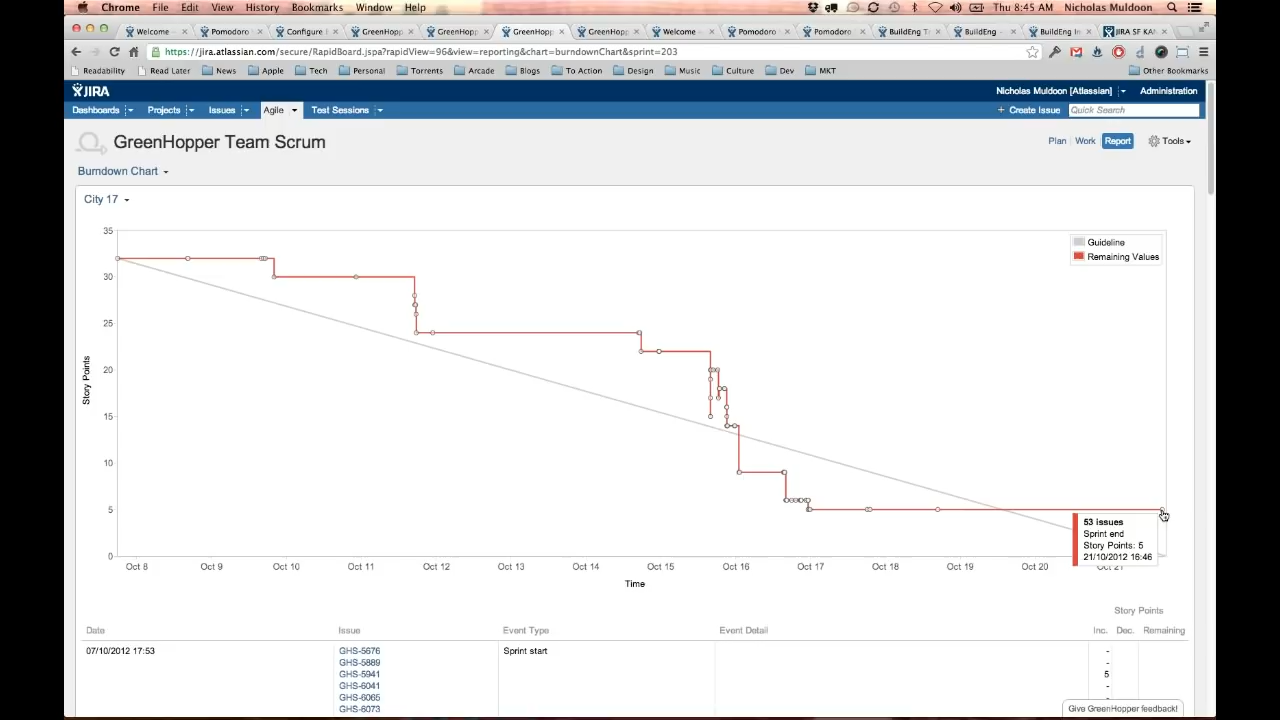 Chrome File Edit View History Bookmarks Window Help Thu 8:45 AM Nicholas Muldoon
Welcome Pomodoro Configure GreenHopp GreenHopp GreenHopp GreenHopp Welcome Pomodoro Pomodoro BuildEng T BuildEng BuildEng In JIRA SF KAN
https://jira.atlassian.com/secure/RapidBoard.jspa?rapidView=96&view=reporting&chart=burndownChart&sprint=203
Readability Read Later News Apple Tech Personal Torrents Arcade Blogs To Action Design Music Culture Dev MKT Other Bookmarks
JIRA Nicholas Muldoon [Atlassian] Administration
Dashboards Projects Issues Agile Test Sessions + Create Issue Quick Search
GreenHopper Team Scrum Plan Work Report Tools
Burndown Chart
City 17
35
Guideline
Remaining Values
30
25
20
Story Points
15
10
5
0
53 issues
Sprint end
Story Points: 5
21/10/2012 16:46
Oct 8 Oct 9 Oct 10 Oct 11 Oct 12 Oct 13 Oct 14 Oct 15 Oct 16 Oct 17 Oct 18 Oct 19 Oct 20 Oct 21
Time
Story Points
Date Issue Event Type Event Detail Inc. Dec. Remaining
07/10/2012 17:53 GHS-5676 Sprint start -
GHS-5889 -
GHS-5941 5
GHS-6041 -
GHS-6065 -
GHS-6073
Give GreenHopper feedback!